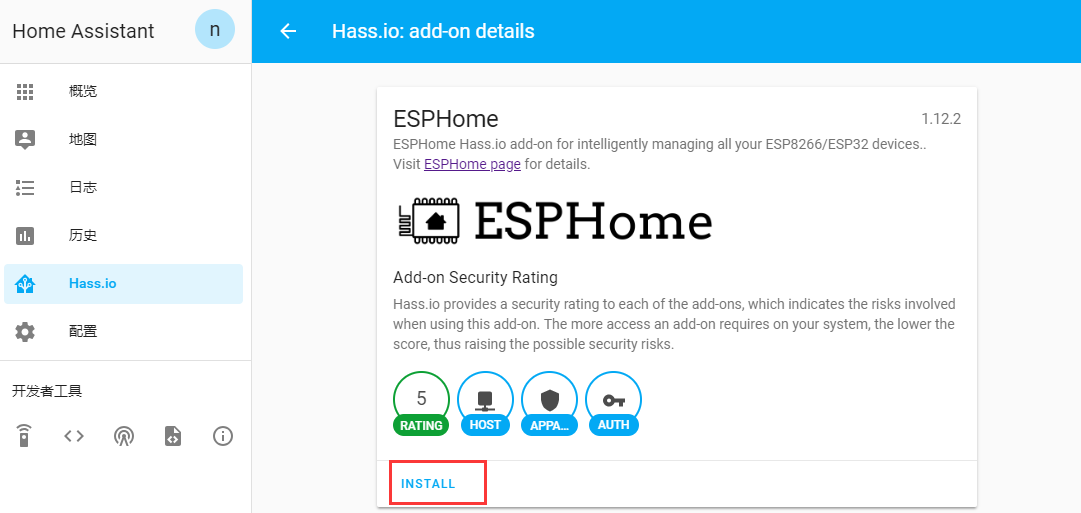 Home Assistant
n
概览
地图
日志
历史
Hass.io
配置
开发者工具
Hass.io: add-on details
ESPHome
1.12.2
ESPHome Hass.io add-on for intelligently managing all your ESP8266/ESP32 devices..
Visit ESPHome page for details.
ESPHome
Add-on Security Rating
Hass.io provides a security rating to each of the add-ons, which indicates the risks involved
when using this add-on. The more access an add-on requires on your system, the lower the
score, thus raising the possible security risks.
5
RATING
HOST
APPA...
AUTH
INSTALL